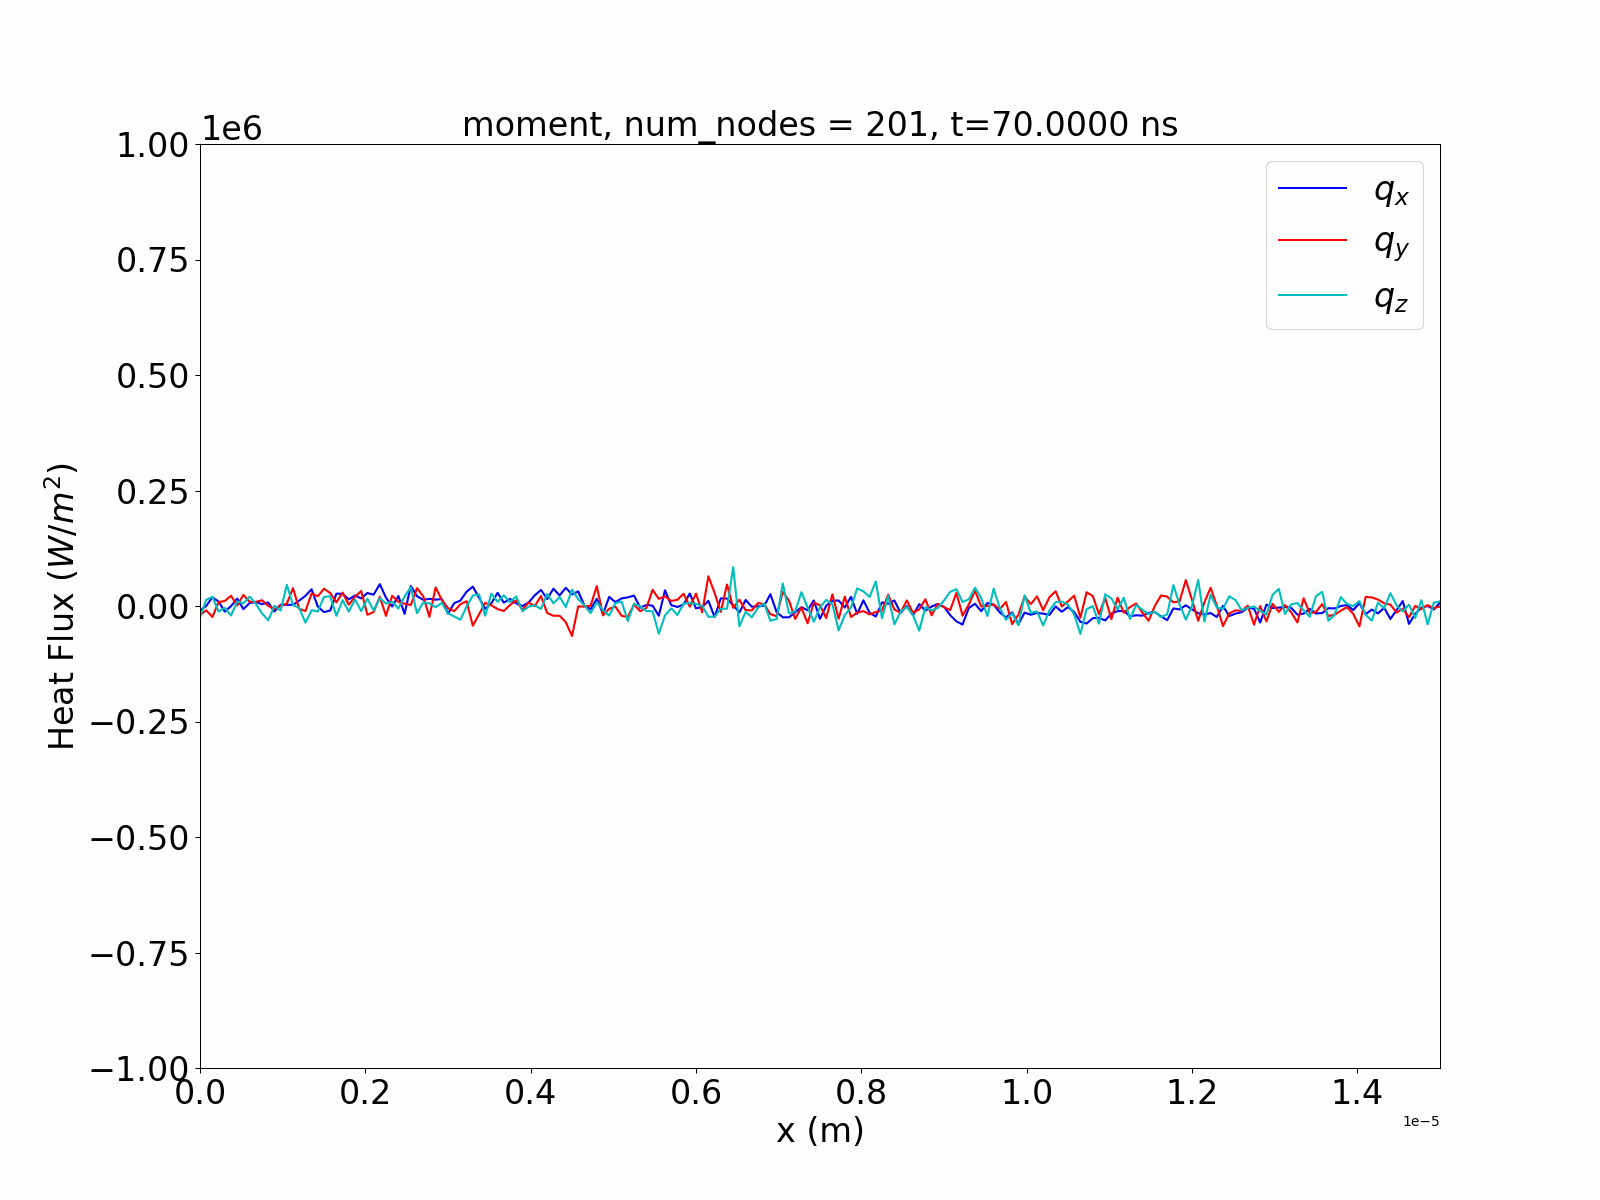 moment, num_nodes = 201, t=70.0000 ns
1e6
1.00
0.75
0.50
0.25
0.00
−0.25
−0.50
−0.75
−1.00
Heat Flux (W/m²)
q_x
q_y
q_z
0.0 0.2 0.4 0.6 0.8 1.0 1.2 1.4
1e−5
x (m)